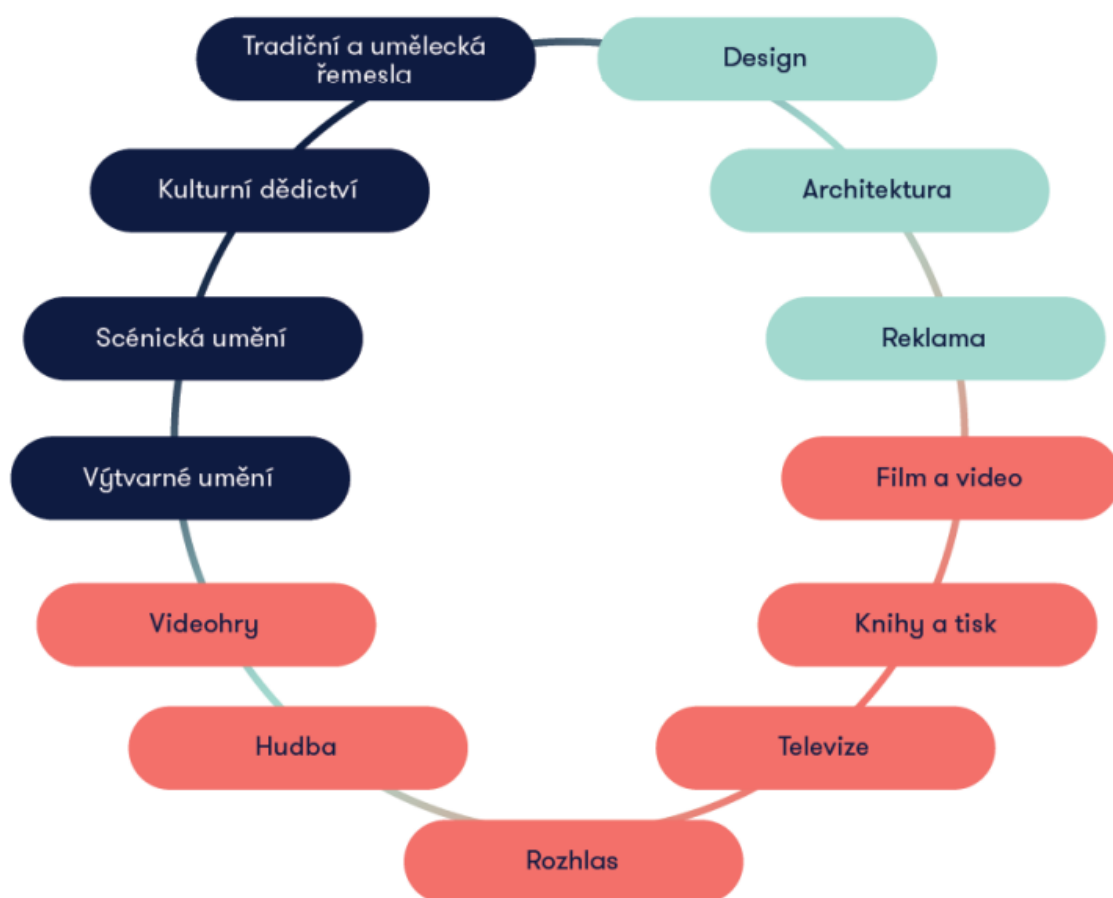 Tradiční a umělecká
řemesla
Design
Kulturní dědictví
Architektura
Scénická umění
Reklama
Výtvarné umění
Film a video
Videohry
Knihy a tisk
Hudba
Televize
Rozhlas